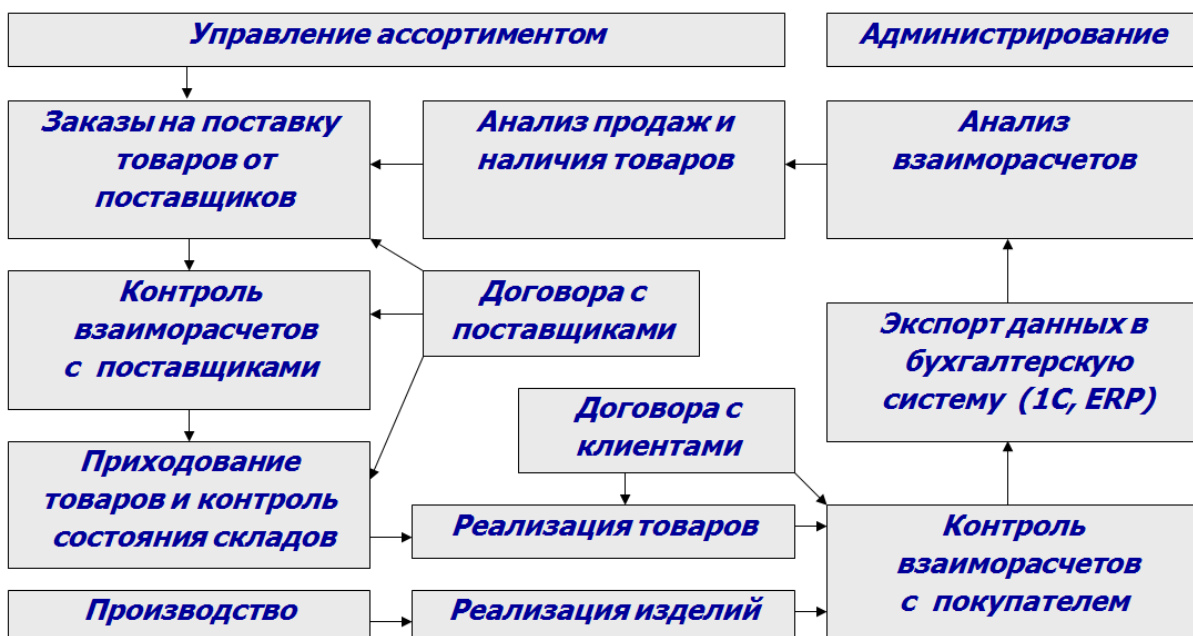 Управление ассортиментом
Администрирование
Заказы на поставку
товаров от
поставщиков
Анализ продаж и
наличия товаров
Анализ
взаиморасчетов
Контроль
взаиморасчетов
с поставщиками
Договора с
поставщиками
Экспорт данных в
бухгалтерскую
систему (1С, ERP)
Договора с
клиентами
Приходование
товаров и контроль
состояния складов
Реализация товаров
Контроль
взаиморасчетов
с покупателем
Производство
Реализация изделий